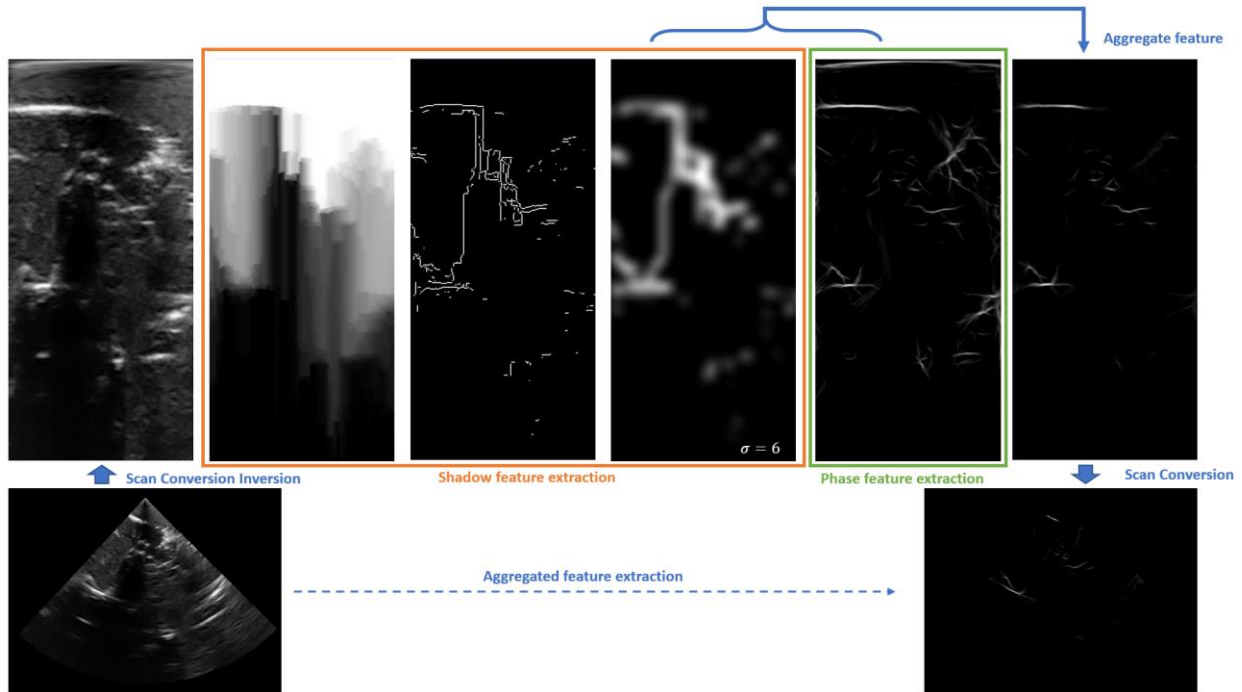 Aggregate feature
σ = 6
Scan Conversion Inversion
Shadow feature extraction
Phase feature extraction
Scan Conversion
Aggregated feature extraction